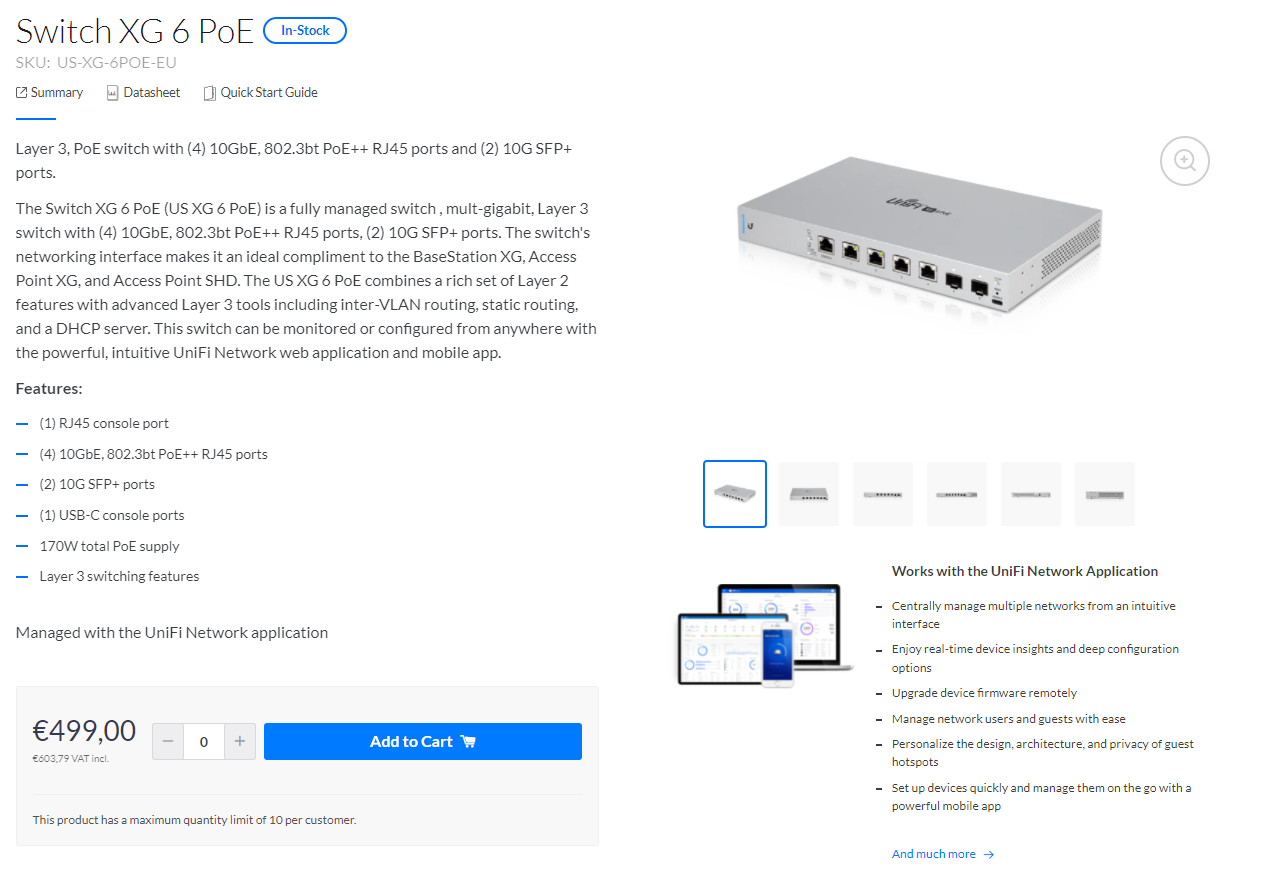 Switch XG 6 PoE
In-Stock
SKU: US-XG-6POE-EU
Summary
Datasheet
Quick Start Guide
Layer 3, PoE switch with (4) 10GbE, 802.3bt PoE++ RJ45 ports and (2) 10G SFP+
ports.
The Switch XG 6 PoE (US XG 6 PoE) is a fully managed switch , mult-gigabit, Layer 3
switch with (4) 10GbE, 802.3bt PoE++ RJ45 ports, (2) 10G SFP+ ports. The switch's
networking interface makes it an ideal compliment to the BaseStation XG, Access
Point XG, and Access Point SHD. The US XG 6 PoE combines a rich set of Layer 2
features with advanced Layer 3 tools including inter-VLAN routing, static routing,
and a DHCP server. This switch can be monitored or configured from anywhere with
the powerful, intuitive UniFi Network web application and mobile app.
Features:
(1) RJ45 console port
(4) 10GbE, 802.3bt PoE++ RJ45 ports
(2) 10G SFP+ ports
(1) USB-C console ports
170W total PoE supply
Layer 3 switching features
Managed with the UniFi Network application
€499,00
€603,79 VAT incl.
− 0 +
Add to Cart
This product has a maximum quantity limit of 10 per customer.
UniFi
Works with the UniFi Network Application
Centrally manage multiple networks from an intuitive
interface
Enjoy real-time device insights and deep configuration
options
Upgrade device firmware remotely
Manage network users and guests with ease
Personalize the design, architecture, and privacy of guest
hotspots
Set up devices quickly and manage them on the go with a
powerful mobile app
And much more →